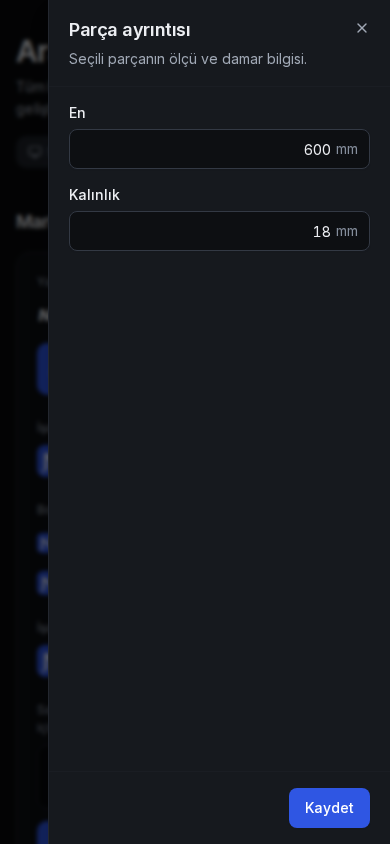 Parça ayrıntısı
Seçili parçanın ölçü ve damar bilgisi.
En
600 mm
Kalınlık
18 mm
Kaydet